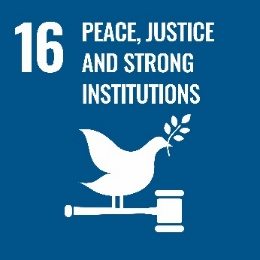 16 PEACE, JUSTICE
AND STRONG
INSTITUTIONS